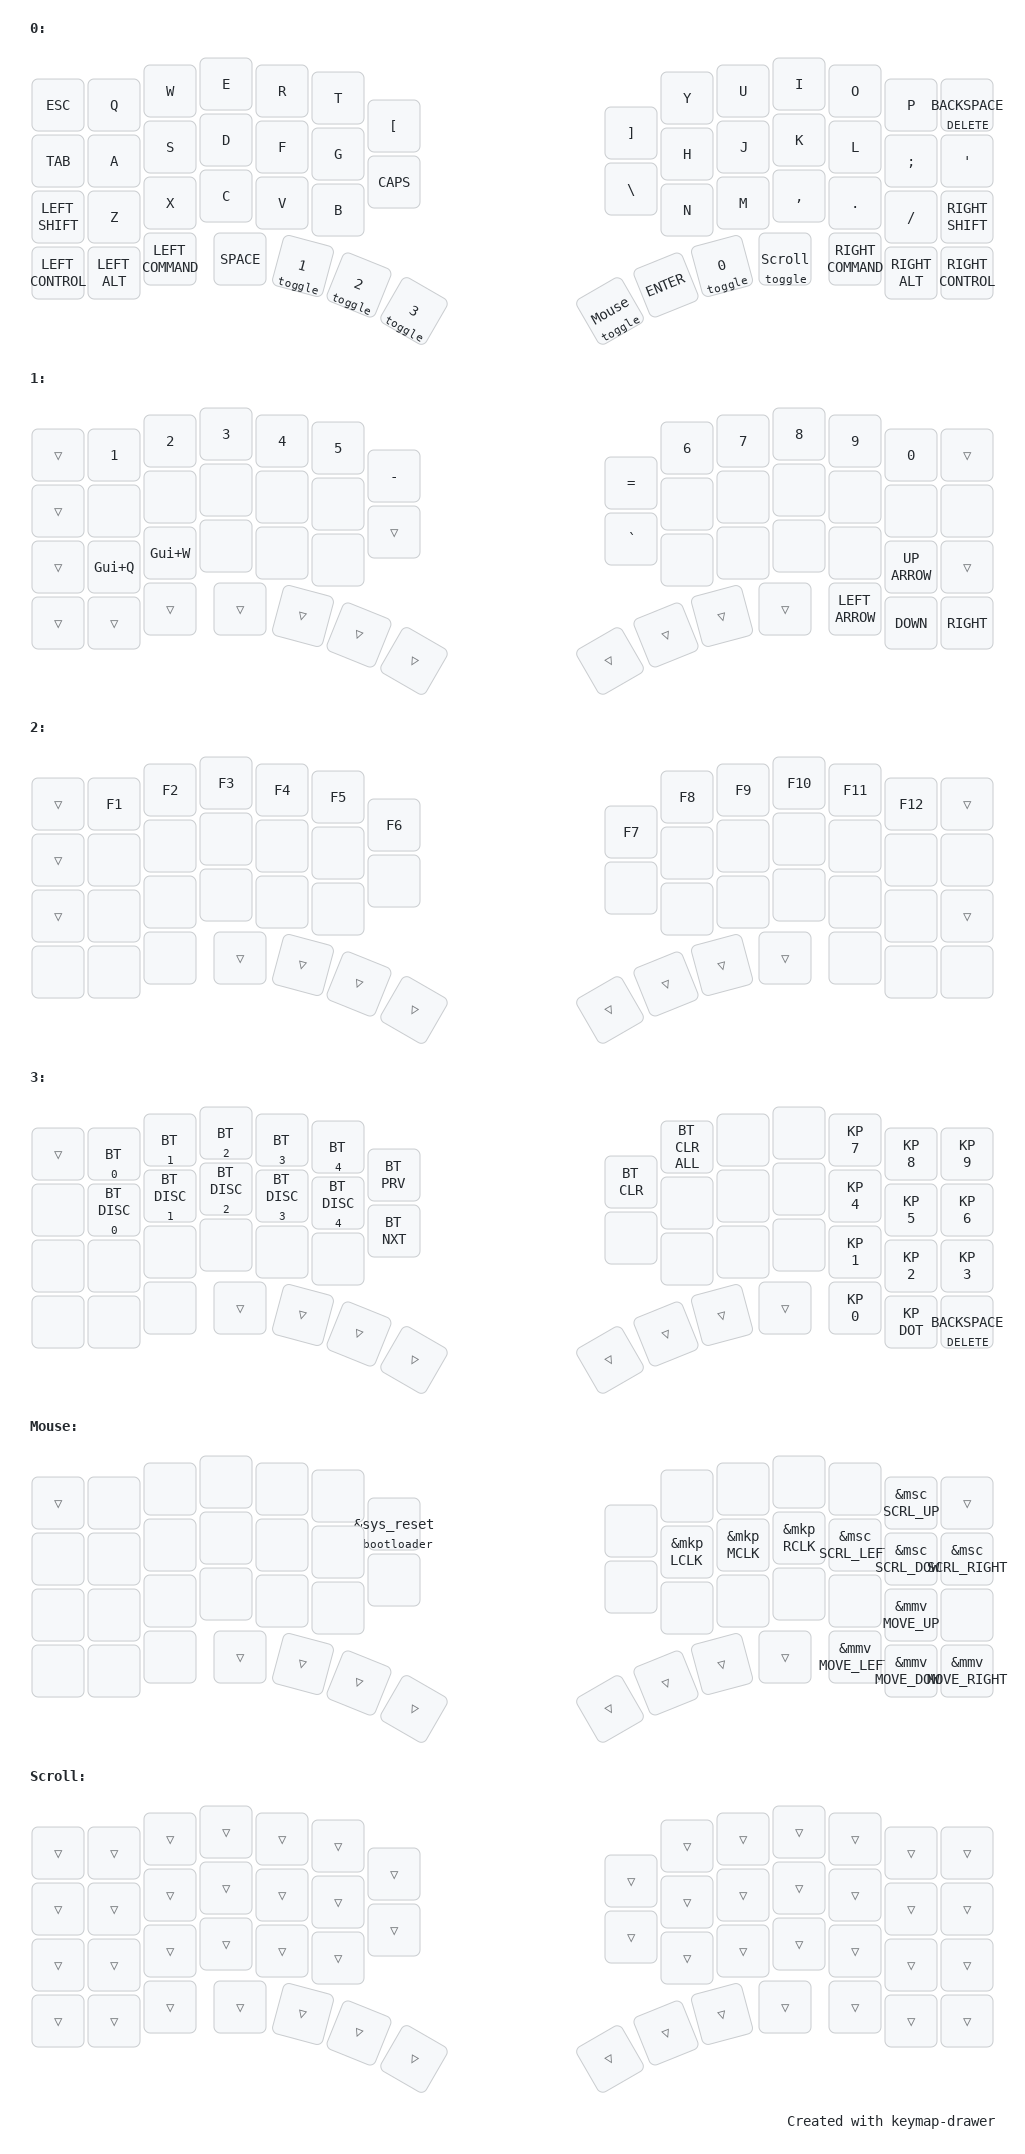 0:
ESC Q W E R T [
] Y U I O P BACKSPACE
DELETE
TAB A S D F G CAPS
\ H J K L ; '
LEFT
SHIFT
Z X C V B
N M , . /
RIGHT
SHIFT
LEFT
CONTROL
LEFT
ALT
LEFT
COMMAND
SPACE
1
toggle
2
toggle
3
toggle
Mouse
toggle
ENTER
0
toggle
Scroll
toggle
RIGHT
COMMAND
RIGHT
ALT
RIGHT
CONTROL
1:
▽ 1 2 3 4 5 -
= 6 7 8 9 0 ▽
▽ ▽
`
▽ Gui+Q Gui+W
UP
ARROW
▽
▽ ▽ ▽ ▽ ▽ ▽ ▽
▽ ▽ ▽ ▽
LEFT
ARROW
DOWN RIGHT
2:
▽ F1 F2 F3 F4 F5 F6
F7 F8 F9 F10 F11 F12 ▽
▽
▽ ▽
▽ ▽ ▽ ▽
▽ ▽ ▽ ▽
3:
▽
BT
0
BT
1
BT
2
BT
3
BT
4
BT
PRV
BT
CLR
BT
CLR
ALL
KP
7
KP
8
KP
9
BT
DISC
0
BT
DISC
1
BT
DISC
2
BT
DISC
3
BT
DISC
4
BT
NXT
KP
4
KP
5
KP
6
KP
1
KP
2
KP
3
▽ ▽ ▽ ▽
▽ ▽ ▽ ▽
KP
0
KP
DOT
BACKSPACE
DELETE
Mouse:
▽
&sys_reset
bootloader
&msc
SCRL_UP
▽
&mkp
LCLK
&mkp
MCLK
&mkp
RCLK
&msc
SCRL_LEFT
&msc
SCRL_DOWN
&msc
SCRL_RIGHT
&mmv
MOVE_UP
▽ ▽ ▽ ▽
▽ ▽ ▽ ▽
&mmv
MOVE_LEFT
&mmv
MOVE_DOWN
&mmv
MOVE_RIGHT
Scroll:
▽ ▽ ▽ ▽ ▽ ▽ ▽
▽ ▽ ▽ ▽ ▽ ▽ ▽
▽ ▽ ▽ ▽ ▽ ▽ ▽
▽ ▽ ▽ ▽ ▽ ▽ ▽
▽ ▽ ▽ ▽ ▽ ▽
▽ ▽ ▽ ▽ ▽ ▽
▽ ▽ ▽ ▽ ▽ ▽ ▽
▽ ▽ ▽ ▽ ▽ ▽ ▽
Created with keymap-drawer